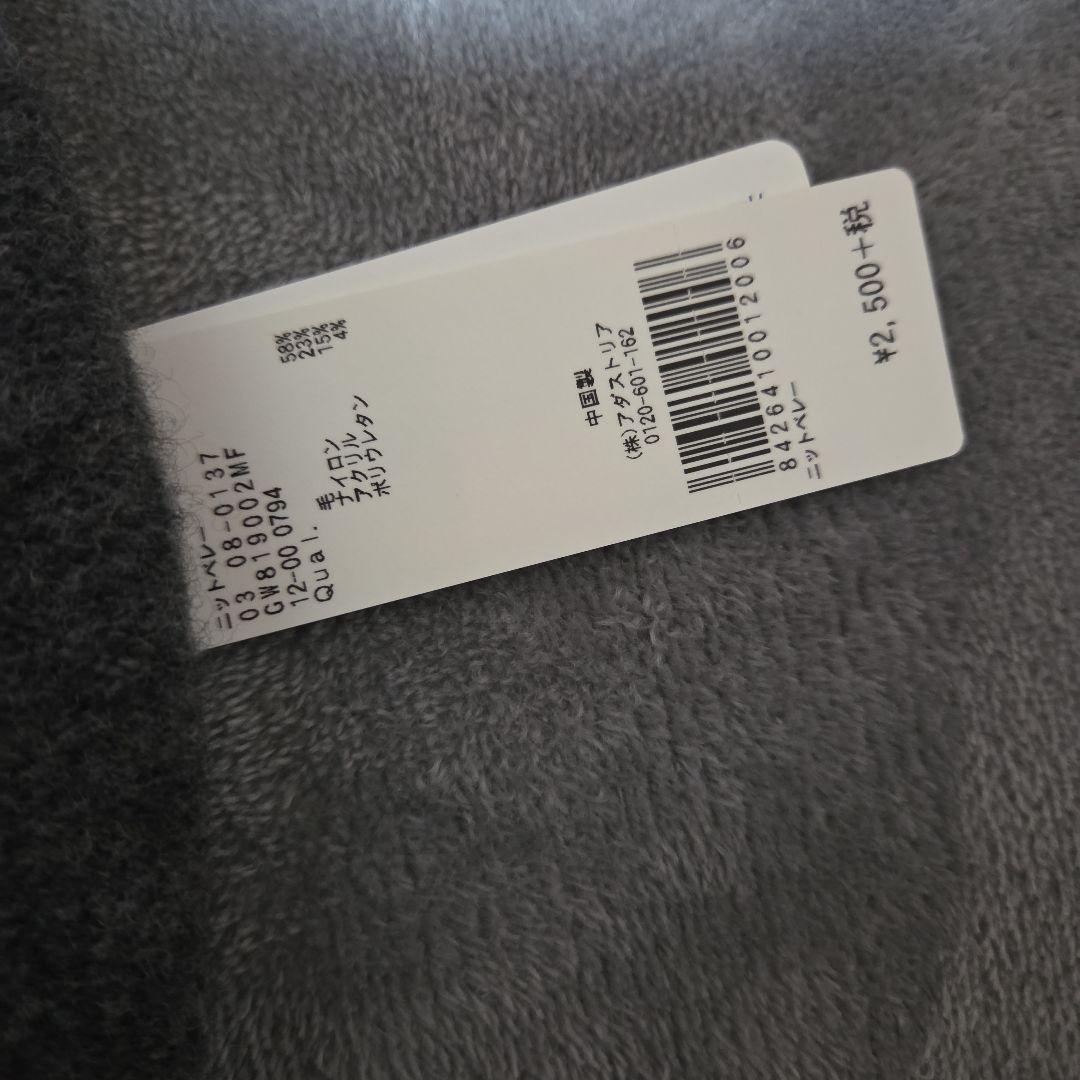 ニットベレー
03 08-0137
GW819002MF
12-00 0794
Qual.
毛 58%
ナイロン 23%
アクリル 15%
ポリウレタン 4%
中国製
(株)アダストリア
0120-601-162
8426410012006
ニットベレー
¥2,500+税